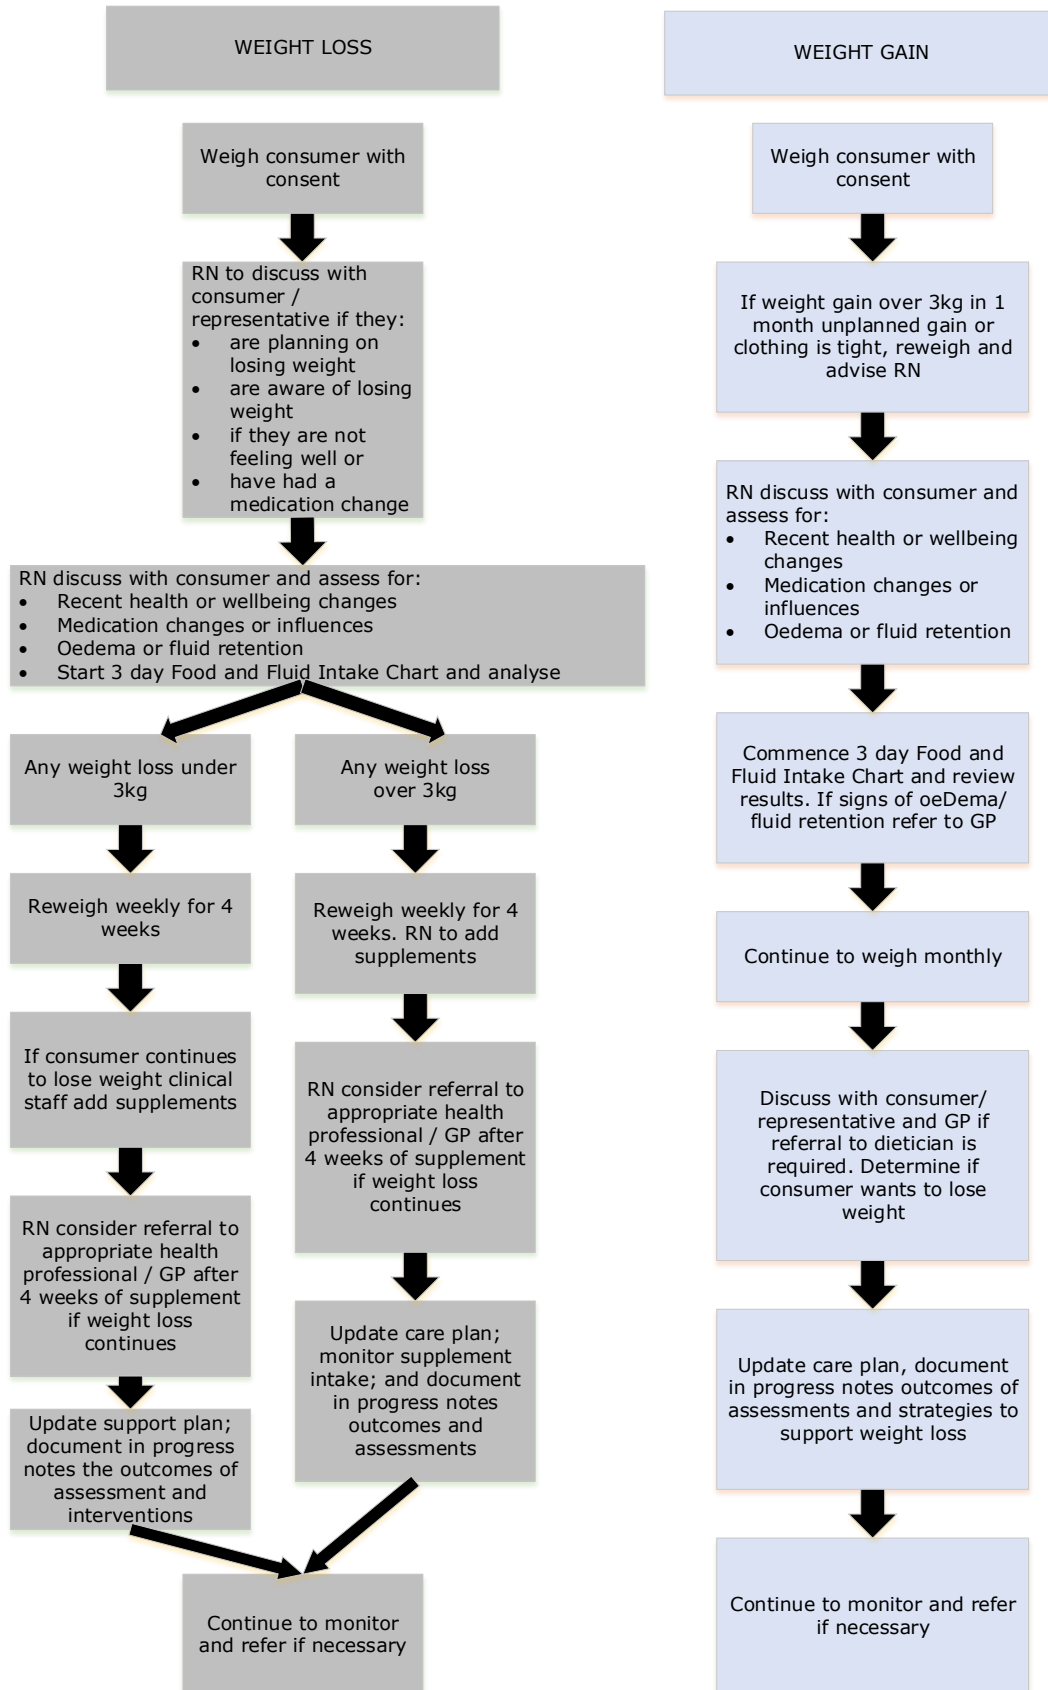 WEIGHT LOSS
Weigh consumer with
consent
RN to discuss with
consumer /
representative if they:
• are planning on
losing weight
• are aware of losing
weight
• if they are not
feeling well or
• have had a
medication change
RN discuss with consumer and assess for:
• Recent health or wellbeing changes
• Medication changes or influences
• Oedema or fluid retention
• Start 3 day Food and Fluid Intake Chart and analyse
Any weight loss under
3kg
Reweigh weekly for 4
weeks
If consumer continues
to lose weight clinical
staff add supplements
RN consider referral to
appropriate health
professional / GP after
4 weeks of supplement
if weight loss
continues
Update support plan;
document in progress
notes the outcomes of
assessment and
interventions
Any weight loss
over 3kg
Reweigh weekly for 4
weeks. RN to add
supplements
RN consider referral to
appropriate health
professional / GP after
4 weeks of supplement
if weight loss
continues
Update care plan;
monitor supplement
intake; and document
in progress notes
outcomes and
assessments
Continue to monitor
and refer if necessary
WEIGHT GAIN
Weigh consumer with
consent
If weight gain over 3kg in 1
month unplanned gain or
clothing is tight, reweigh and
advise RN
RN discuss with consumer and
assess for:
• Recent health or wellbeing
changes
• Medication changes or
influences
• Oedema or fluid retention
Commence 3 day Food and
Fluid Intake Chart and review
results. If signs of oeDema/
fluid retention refer to GP
Continue to weigh monthly
Discuss with consumer/
representative and GP if
referral to dietician is
required. Determine if
consumer wants to lose
weight
Update care plan, document
in progress notes outcomes of
assessments and strategies to
support weight loss
Continue to monitor and refer
if necessary